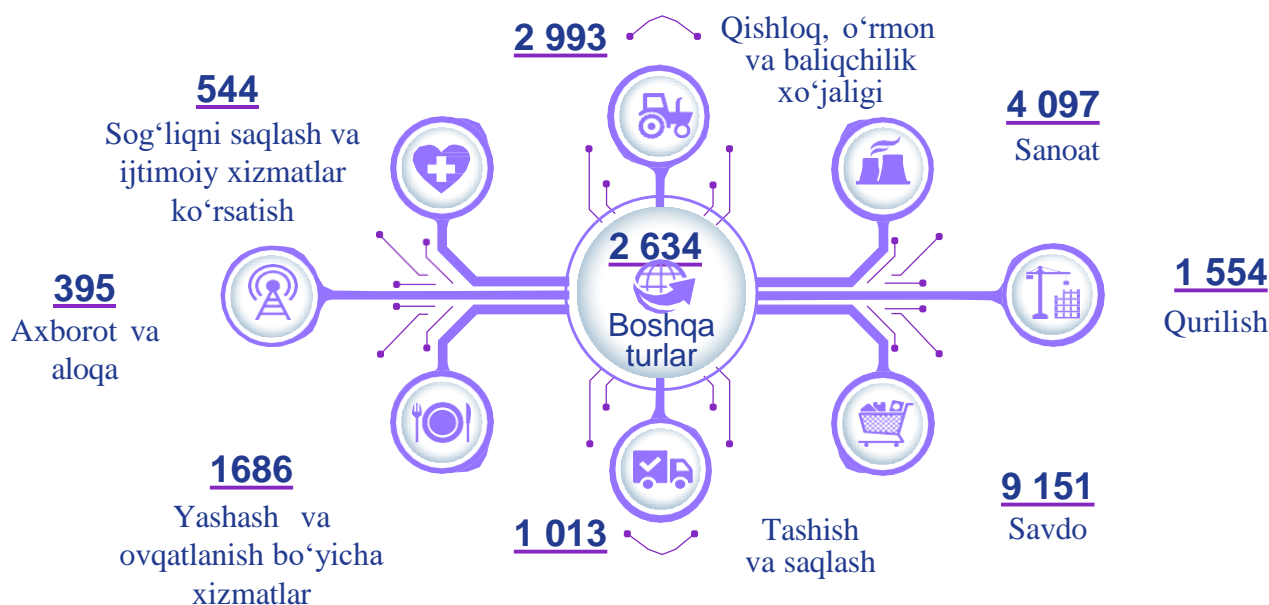 2 993
Qishloq, o‘rmon
va baliqchilik
xo‘jaligi
544
Sog‘liqni saqlash va
ijtimoiy xizmatlar
ko‘rsatish
4 097
Sanoat
395
Axborot va
aloqa
2 634
Boshqa
turlar
1 554
Qurilish
1686
Yashash va
ovqatlanish bo‘yicha
xizmatlar
1 013
Tashish
va saqlash
9 151
Savdo